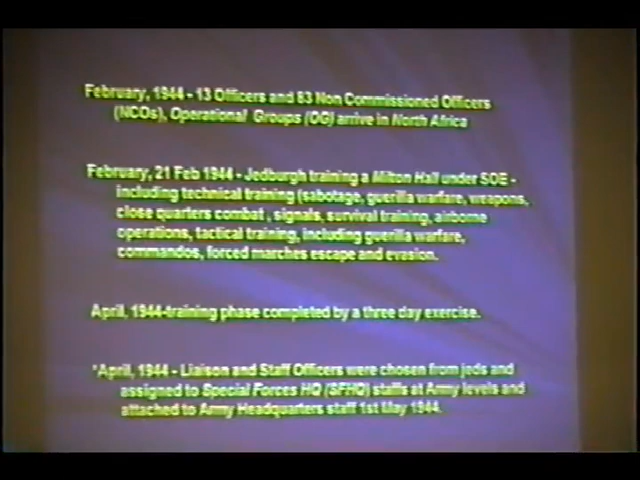 February, 1944 - 13 Officers and 83 Non Commissioned Officers
(NCOs), Operational Groups (OG) arrive in North Africa
February, 21 Feb 1944 - Jedburgh training a Milton Hall under SOE -
including technical training (sabotage, guerilla warfare, weapons,
close quarters combat , signals, survival training, airborne
operations, tactical training, including guerilla warfare,
commandos, forced marches escape and evasion.
April, 1944-training phase completed by a three day exercise.
*April, 1944 - Liaison and Staff Officers were chosen from jeds and
assigned to Special Forces HQ (SFHQ) staffs at Army levels and
attached to Army Headquarters staff 1st May 1944.